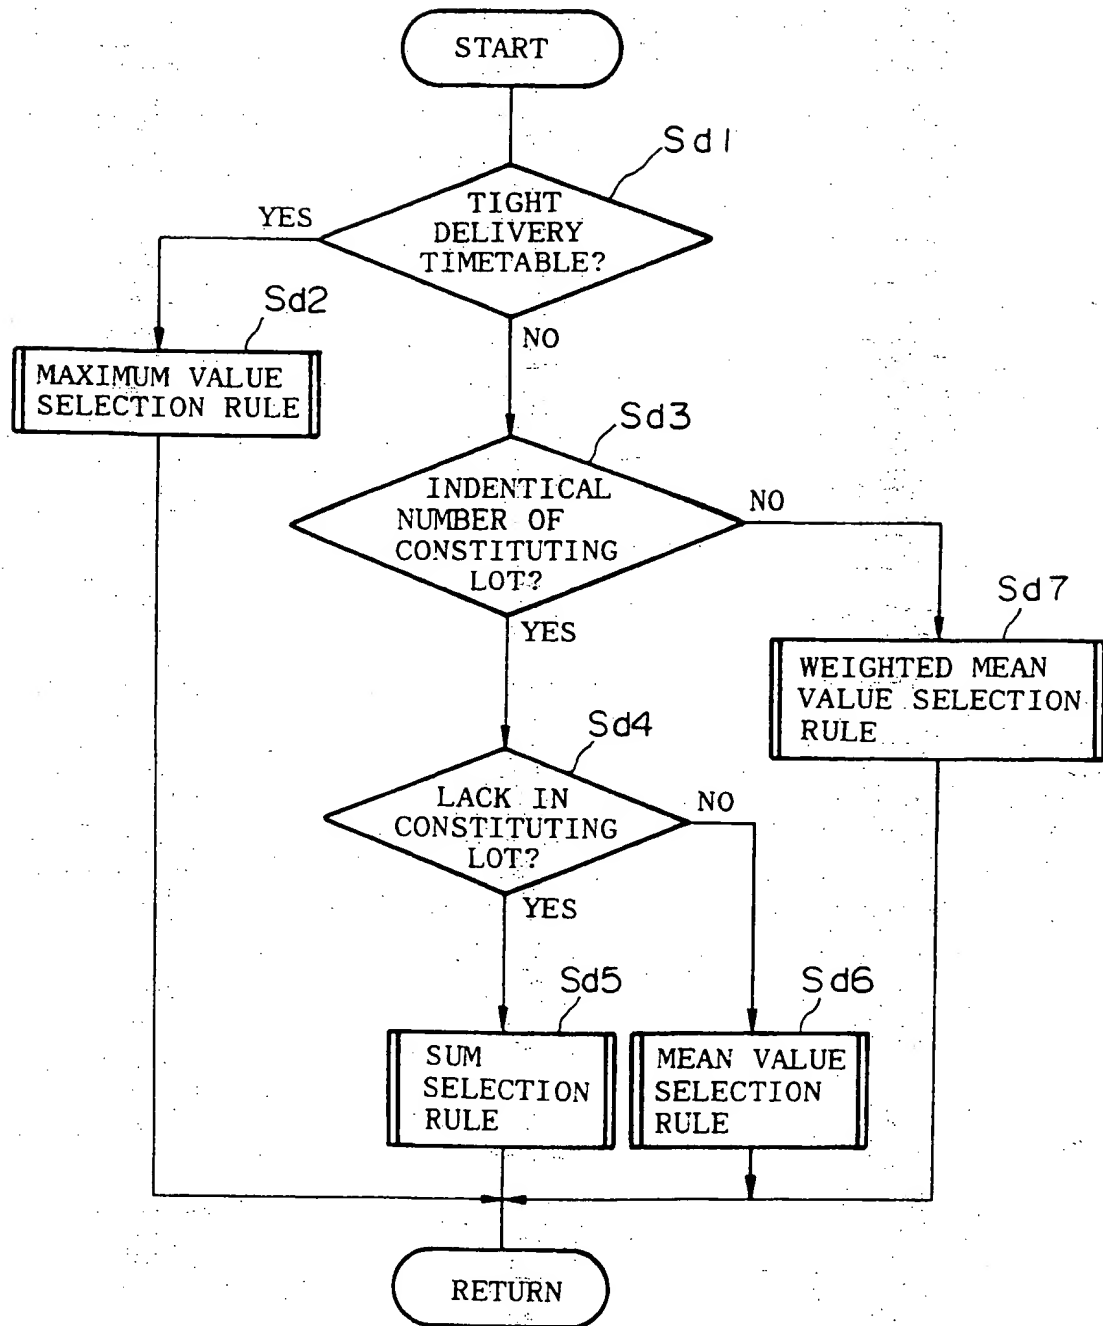 START
Sd1
TIGHT
DELIVERY
TIMETABLE?
YES
NO
Sd2
MAXIMUM VALUE
SELECTION RULE
Sd3
INDENTICAL
NUMBER OF
CONSTITUTING
LOT?
NO
YES
Sd7
WEIGHTED MEAN
VALUE SELECTION
RULE
Sd4
LACK IN
CONSTITUTING
LOT?
NO
YES
Sd5
SUM
SELECTION
RULE
Sd6
MEAN VALUE
SELECTION
RULE
RETURN